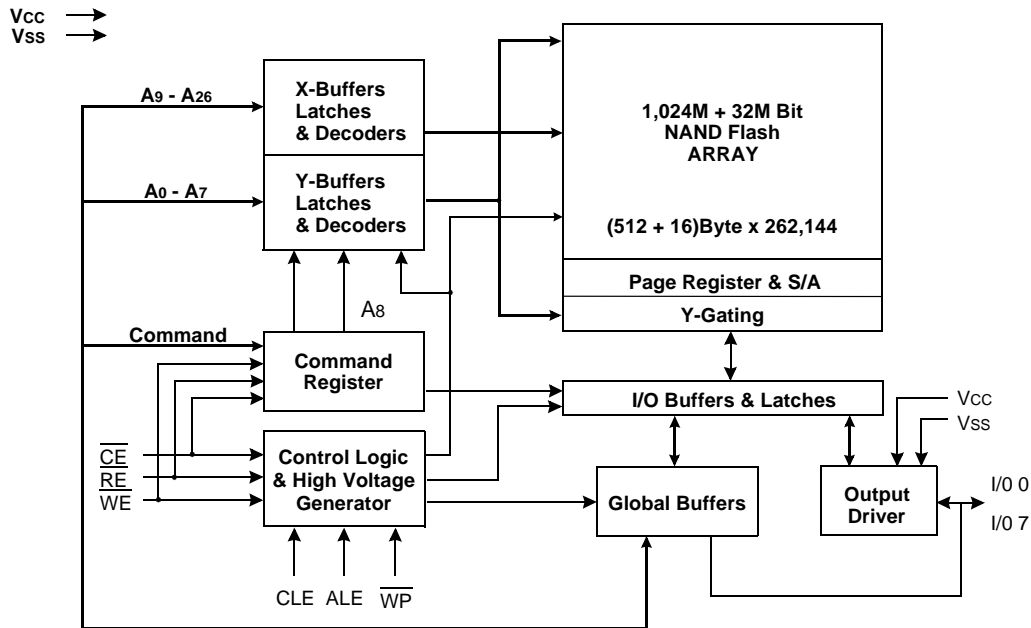 VCC
VSS
A9 - A26
X-Buffers
Latches
& Decoders
A0 - A7
Y-Buffers
Latches
& Decoders
1,024M + 32M Bit
NAND Flash
ARRAY
(512 + 16)Byte x 262,144
Page Register & S/A
Y-Gating
A8
Command
Command
Register
I/O Buffers & Latches
VCC
VSS
CE
RE
WE
Control Logic
& High Voltage
Generator
Global Buffers
Output
Driver
I/0 0
I/0 7
CLE
ALE
WP